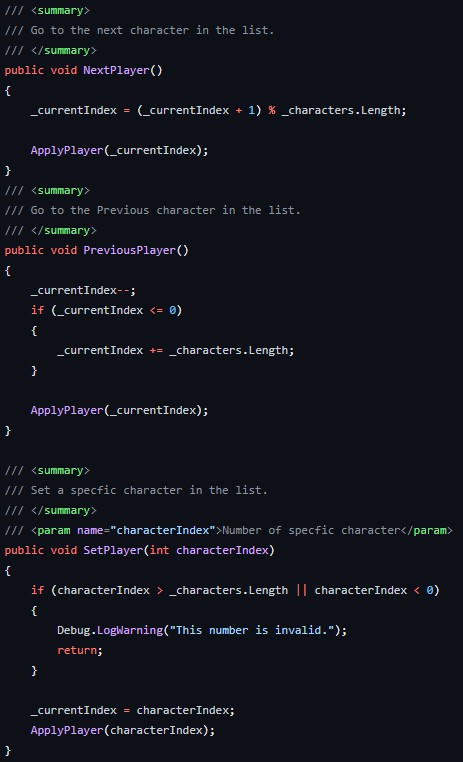 /// <summary>
/// Go to the next character in the list.
/// </summary>
public void NextPlayer()
{
    _currentIndex = (_currentIndex + 1) % _characters.Length;

    ApplyPlayer(_currentIndex);
}
/// <summary>
/// Go to the Previous character in the list.
/// </summary>
public void PreviousPlayer()
{
    _currentIndex--;
    if (_currentIndex <= 0)
    {
        _currentIndex += _characters.Length;
    }

    ApplyPlayer(_currentIndex);
}

/// <summary>
/// Set a specfic character in the list.
/// </summary>
/// <param name="characterIndex">Number of specfic character</param>
public void SetPlayer(int characterIndex)
{
    if (characterIndex > _characters.Length || characterIndex < 0)
    {
        Debug.LogWarning("This number is invalid.");
        return;
    }

    _currentIndex = characterIndex;
    ApplyPlayer(characterIndex);
}